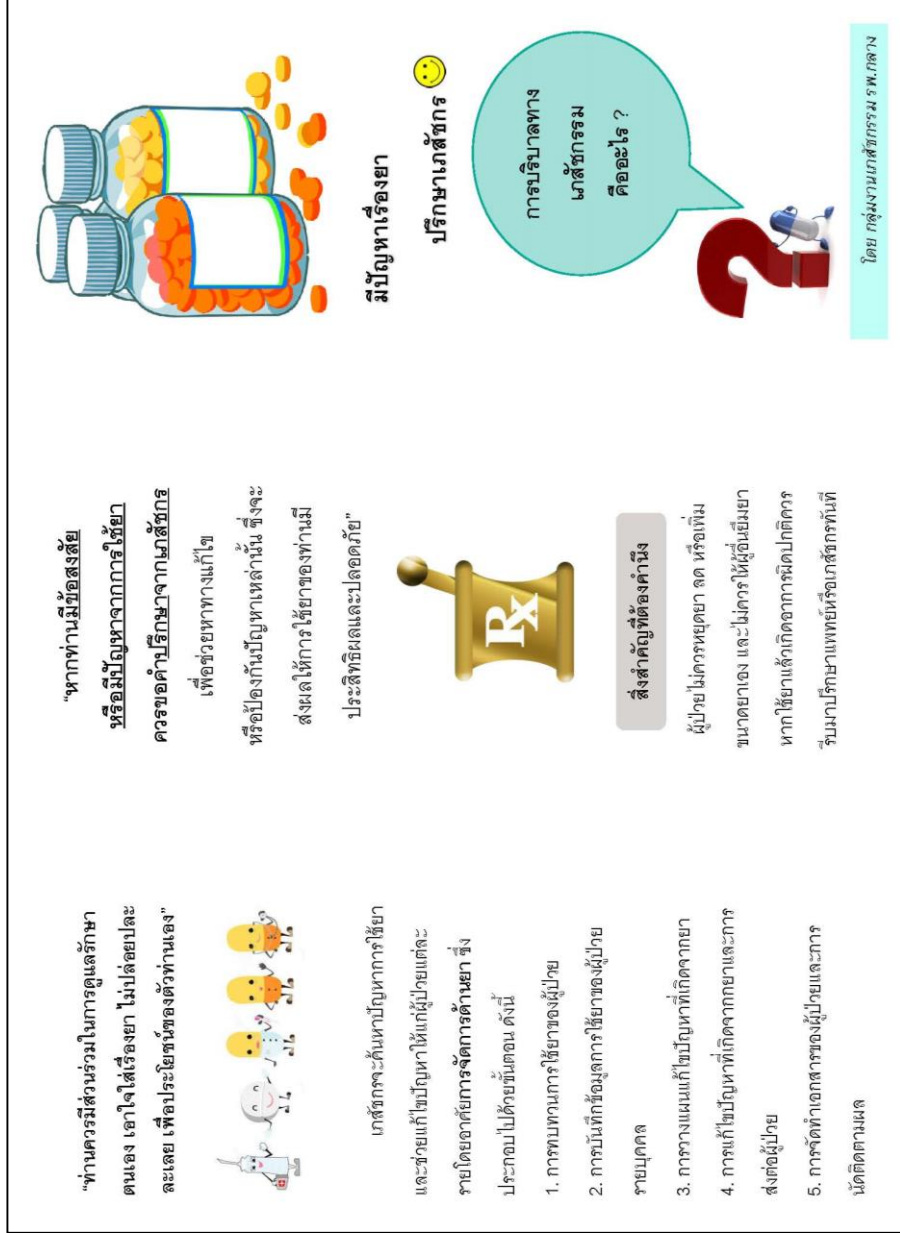 “ท่านควรมีส่วนร่วมในการดูแลรักษา
ตนเอง เอาใจใส่เรื่องยา ไม่ปล่อยปละ
ละเลย เพื่อประโยชน์ของตัวท่านเอง”
เภสัชกรจะค้นหาปัญหาการใช้ยา
และช่วยแก้ไขปัญหาให้แก่ผู้ป่วยแต่ละ
รายโดยอาศัยการจัดการด้านยา ซึ่ง
ประกอบไปด้วยขั้นตอน ดังนี้
1. การทบทวนการใช้ยาของผู้ป่วย
2. การบันทึกข้อมูลการใช้ยาของผู้ป่วย
รายบุคคล
3. การวางแผนแก้ไขปัญหาที่เกิดจากยา
4. การแก้ไขปัญหาที่เกิดจากกยาและการ
ส่งต่อผู้ป่วย
5. การจัดทำเอกสารของผู้ป่วยและการ
นัดติดตามผล
“หากท่านมีข้อสงสัย
หรือมีปัญหาจากการใช้ยา
ควรขอคำปรึกษาจากเภสัชกร
เพื่อช่วยหาทางแก้ไข
หรือป้องกันปัญหาเหล่านั้น ซึ่งจะ
ส่งผลให้การใช้ยาของท่านมี
ประสิทธิผลและปลอดภัย”
Rx
สิ่งสำคัญที่ต้องคำนึง
ผู้ป่วยไม่ควรหยุดยา ลด หรือเพิ่ม
ขนาดยาเอง และไม่ควรให้ผู้อื่นยืมยา
หากใช้ยาแล้วเกิดอาการผิดปกติควร
รีบมาปรึกษาแพทย์หรือเภสัชกรทันที
มีปัญหาเรื่องยา
ปรึกษาเภสัชกร
การบริบาลทาง
เภสัชกรรม
คืออะไร ?
โดย กลุ่มงานเภสัชกรรม รพ.กลาง